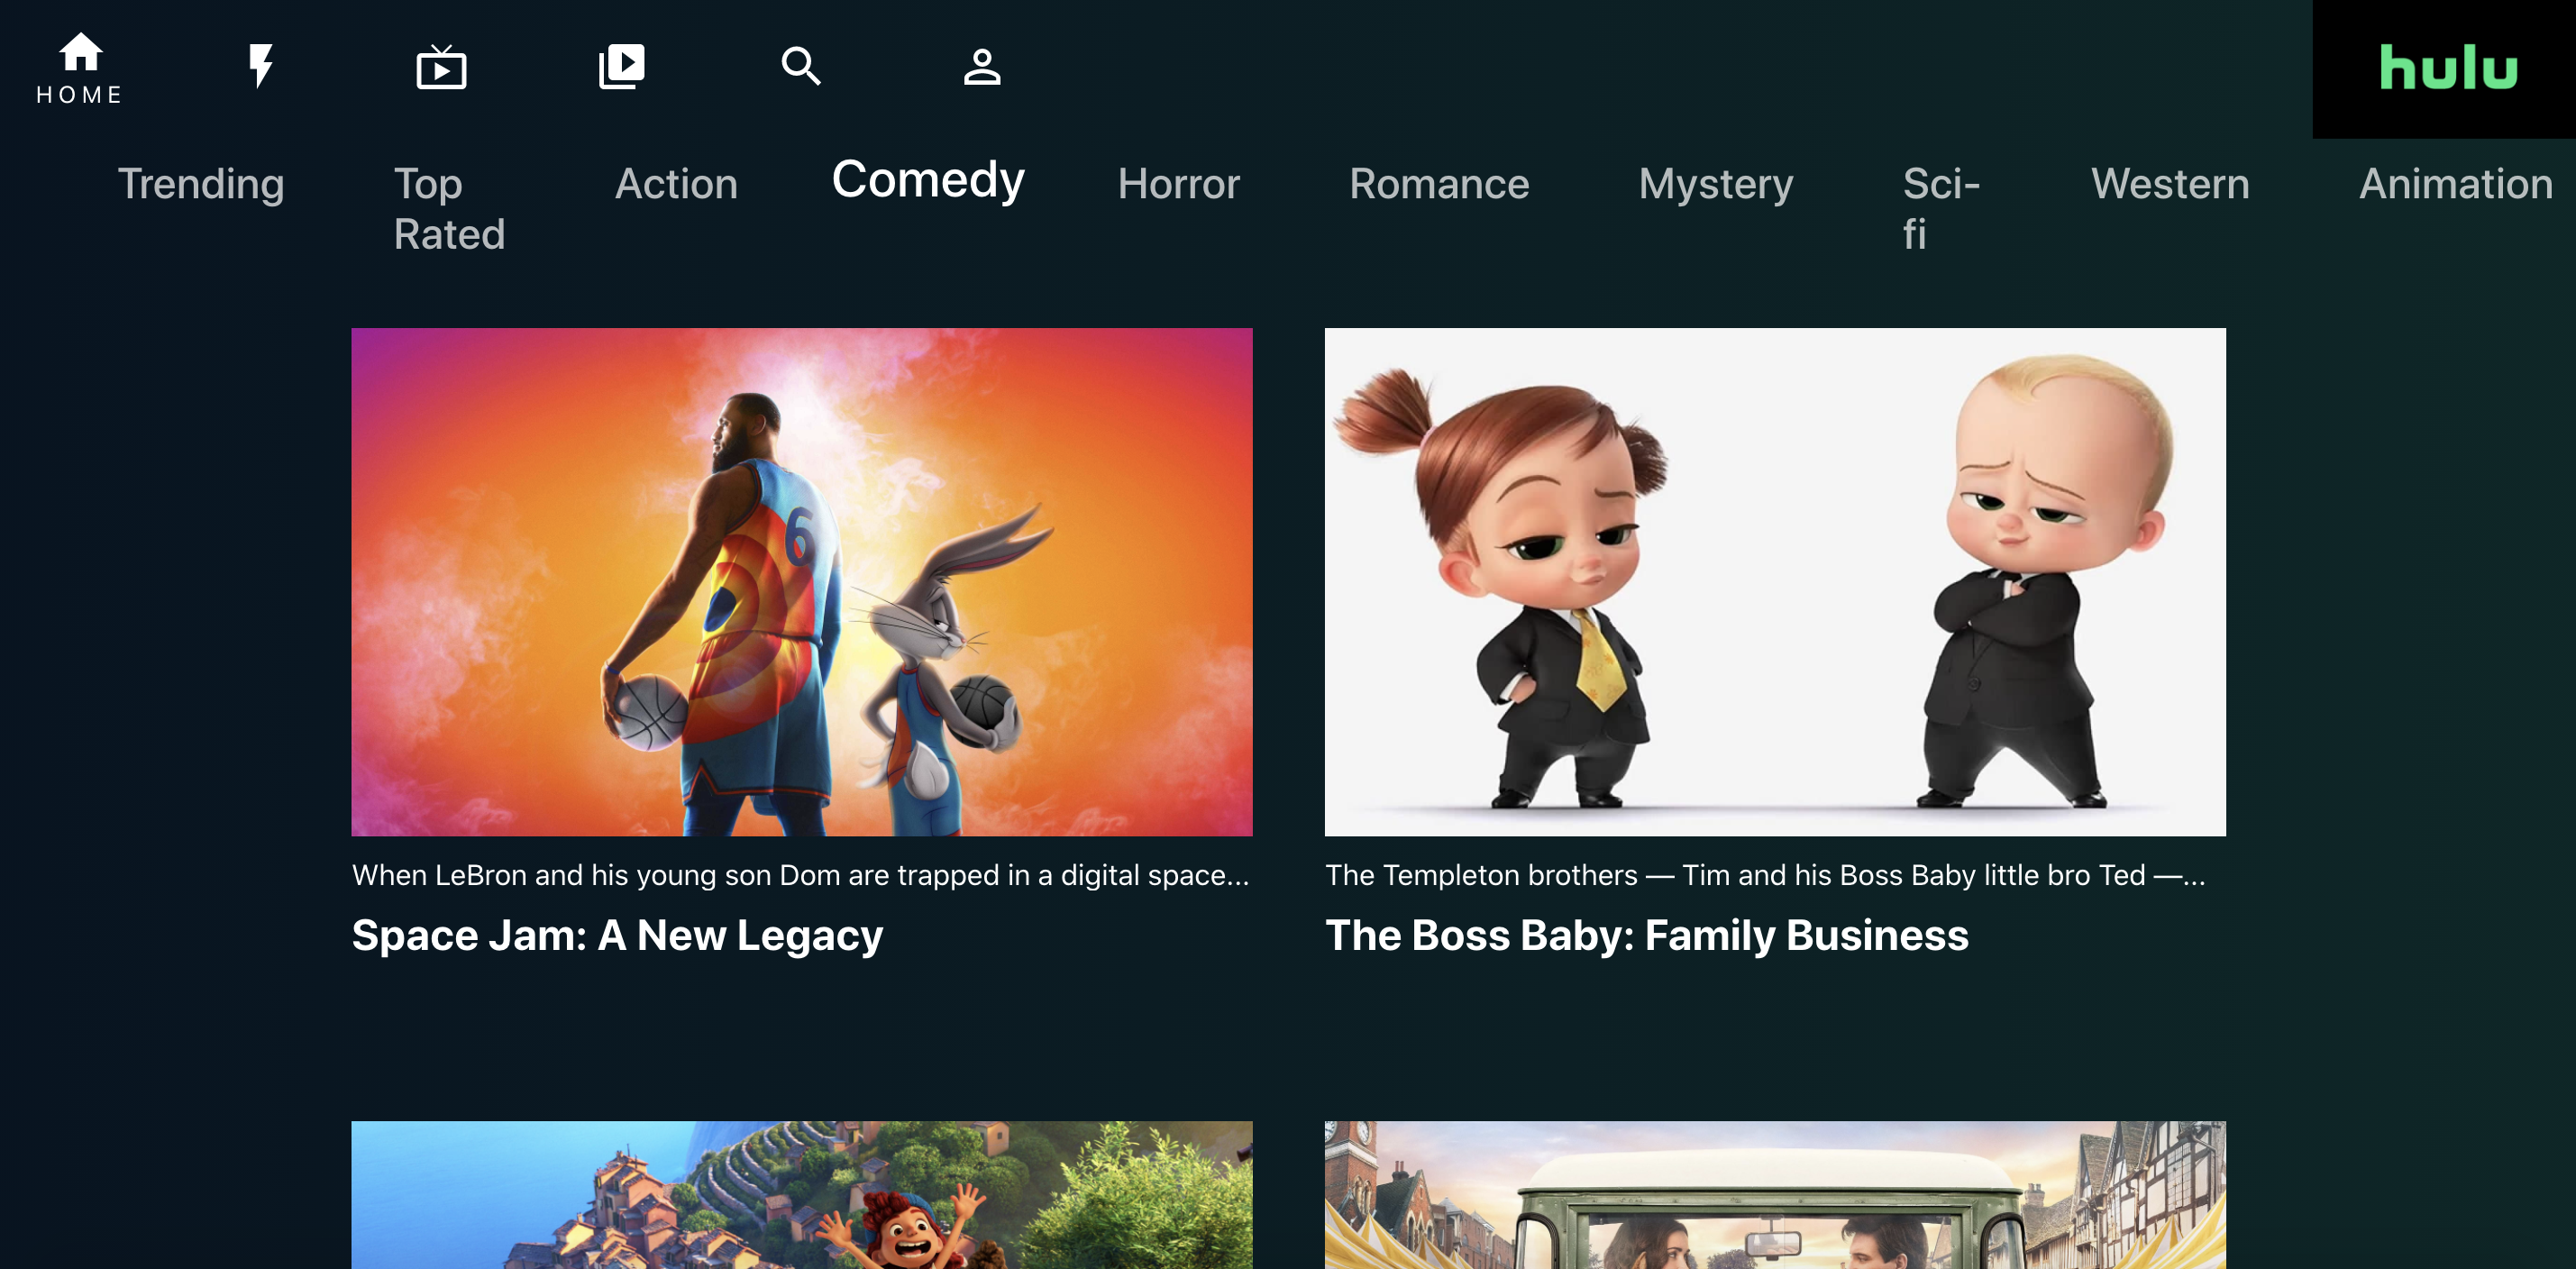 HOME
hulu
Trending
Top
Rated
Action
Comedy
Horror
Romance
Mystery
Sci-
fi
Western
Animation
6
When LeBron and his young son Dom are trapped in a digital space...
Space Jam: A New Legacy
The Templeton brothers — Tim and his Boss Baby little bro Ted —...
The Boss Baby: Family Business